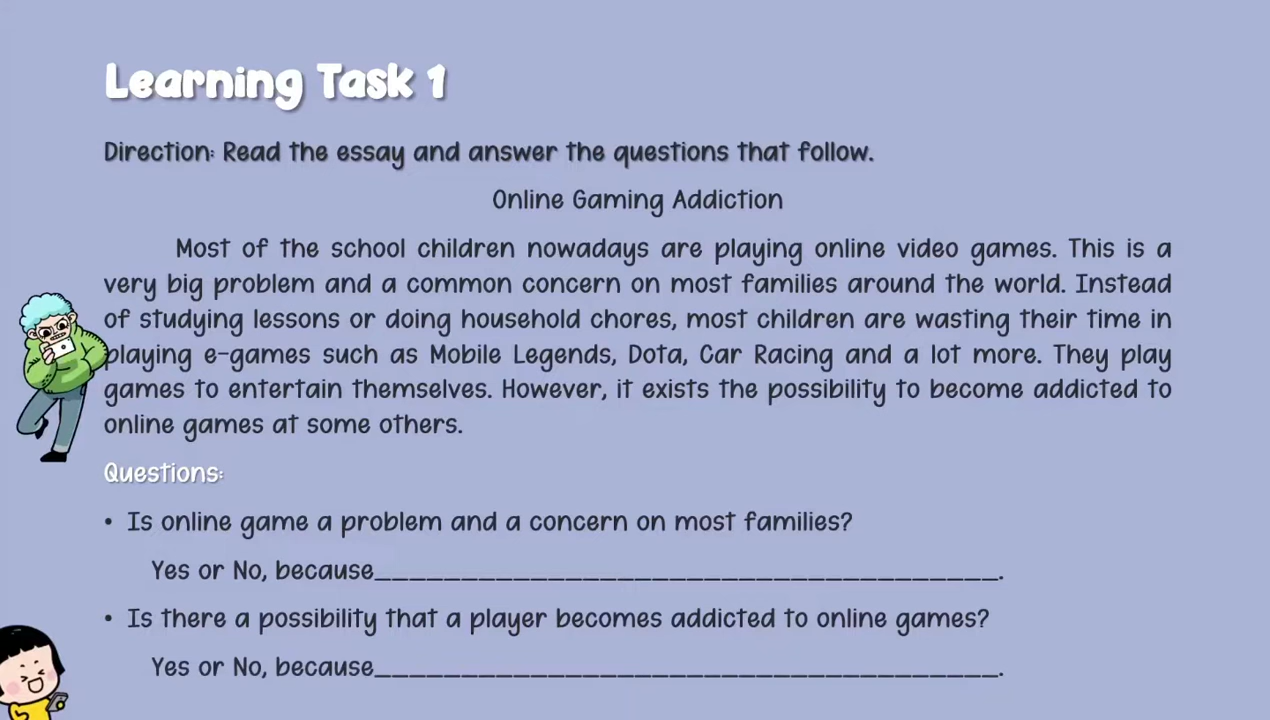 Learning Task 1
Direction: Read the essay and answer the questions that follow.
Online Gaming Addiction
Most of the school children nowadays are playing online video games. This is a
very big problem and a common concern on most families around the world. Instead
of studying lessons or doing household chores, most children are wasting their time in
playing e-games such as Mobile Legends, Dota, Car Racing and a lot more. They play
games to entertain themselves. However, it exists the possibility to become addicted to
online games at some others.
Questions:
• Is online game a problem and a concern on most families?
Yes or No, because____________________________________.
• Is there a possibility that a player becomes addicted to online games?
Yes or No, because____________________________________.